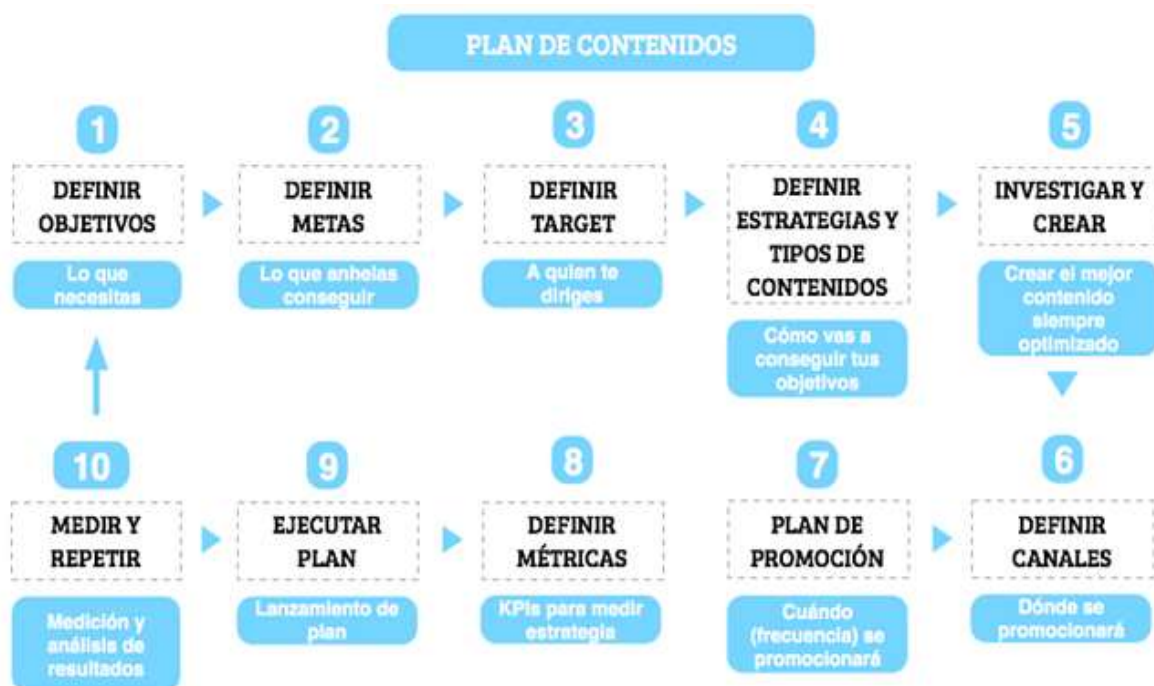 PLAN DE CONTENIDOS
1
DEFINIR
OBJETIVOS
Lo que
necesitas
2
DEFINIR
METAS
Lo que anhelas
conseguir
3
DEFINIR
TARGET
A quien te
diriges
4
DEFINIR
ESTRATEGIAS Y
TIPOS DE
CONTENIDOS
Cómo vas a
conseguir tus
objetivos
5
INVESTIGAR Y
CREAR
Crear el mejor
contenido
siempre
optimizado
6
DEFINIR
CANALES
Dónde se
promocionará
7
PLAN DE
PROMOCIÓN
Cuándo
(frecuencia) se
promocionará
8
DEFINIR
MÉTRICAS
KPIs para medir
estrategia
9
EJECUTAR
PLAN
Lanzamiento de
plan
10
MEDIR Y
REPETIR
Medición y
análisis de
resultados